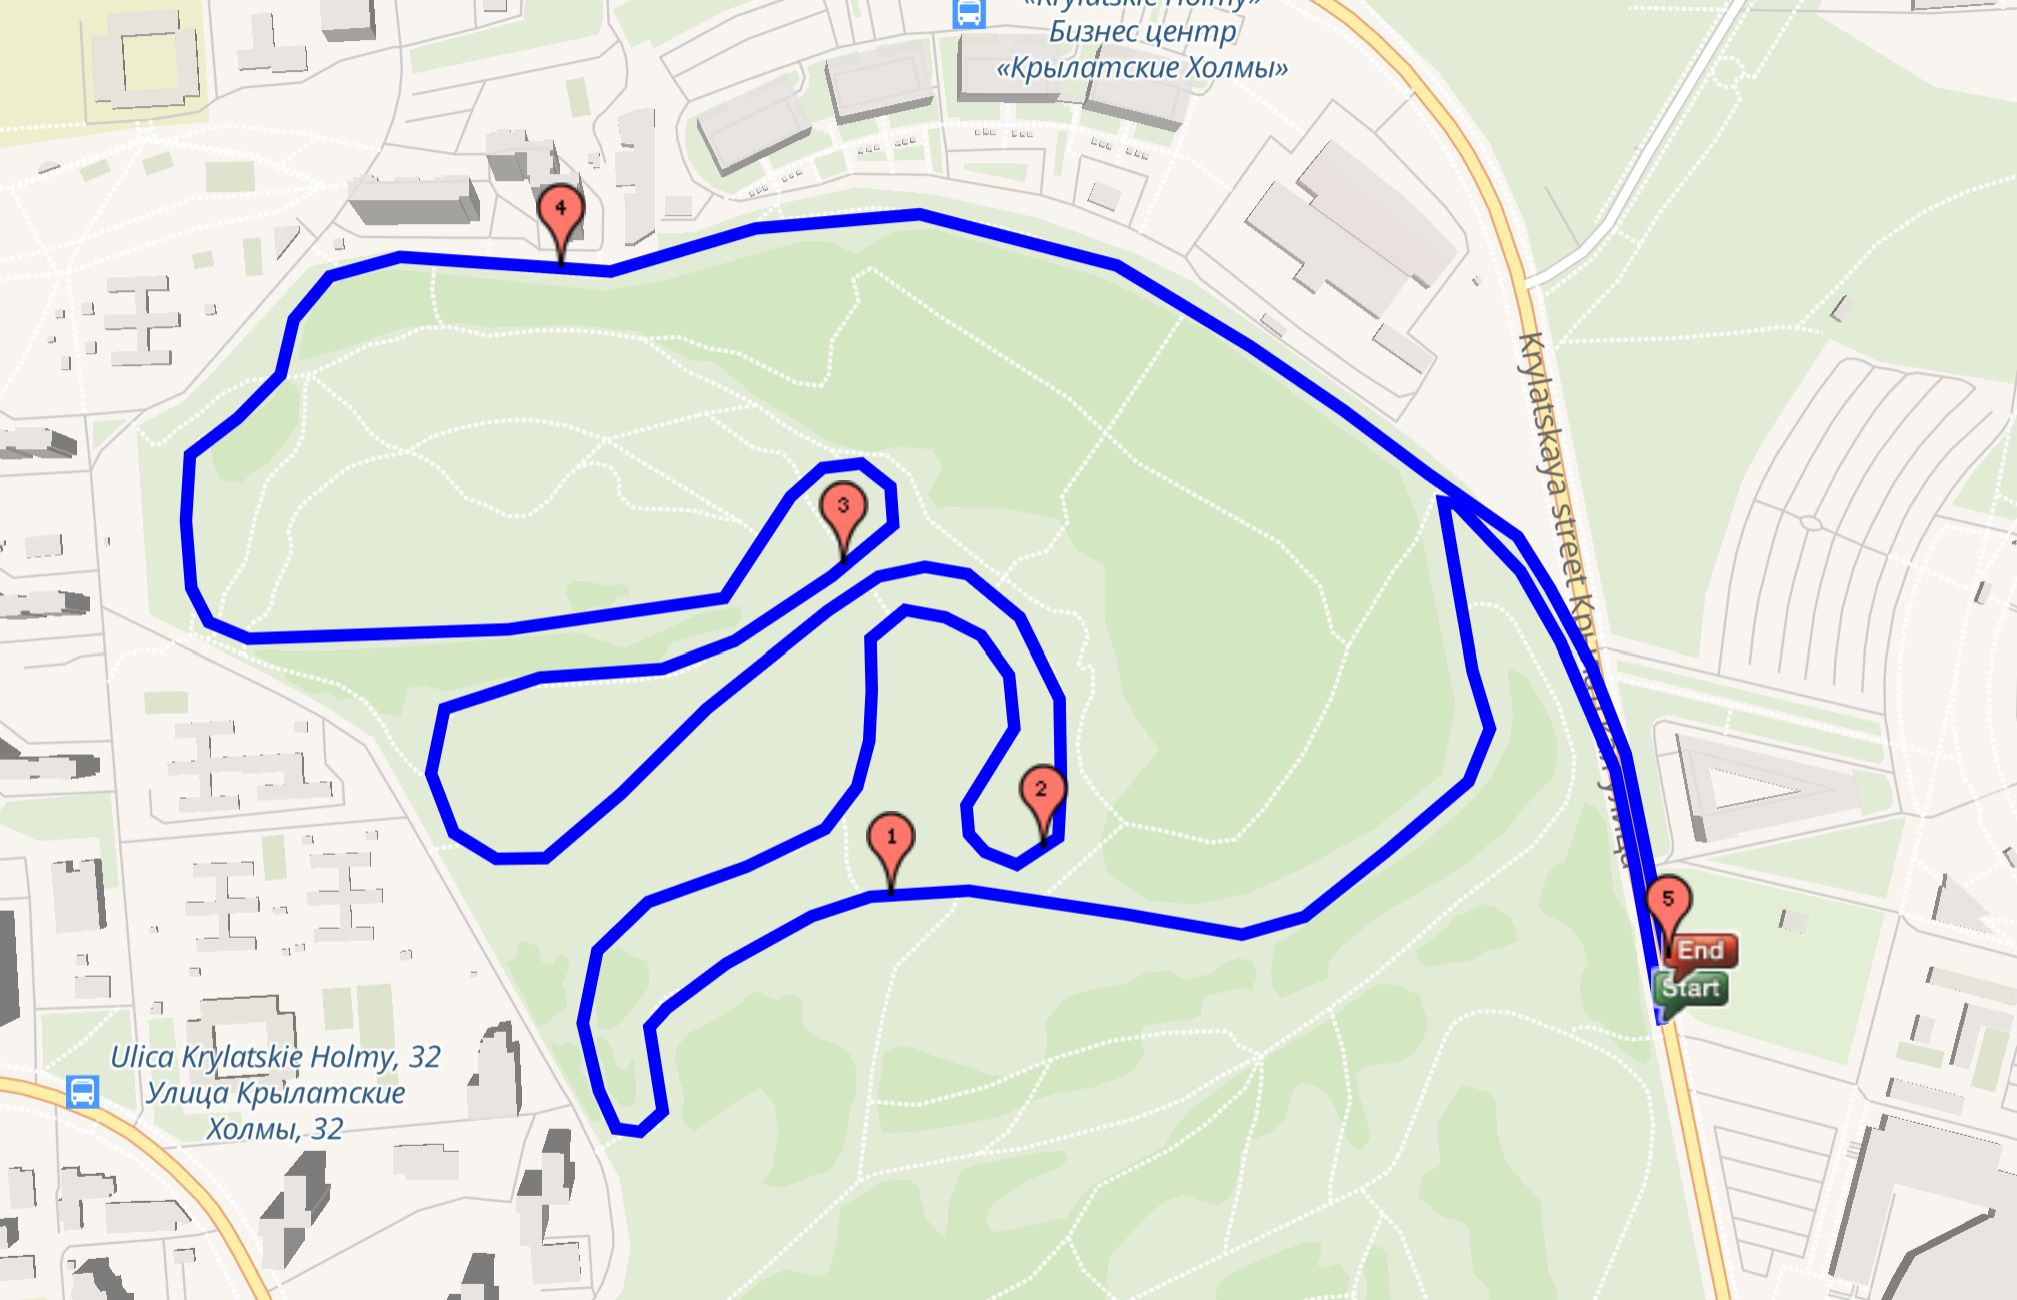 «Krylatskie Holmy»
Бизнес центр
«Крылатские Холмы»
4
Krylatskaya street Крылатская улица
3
2
1
5
End
Start
Ulica Krylatskie Holmy, 32
Улица Крылатские
Холмы, 32